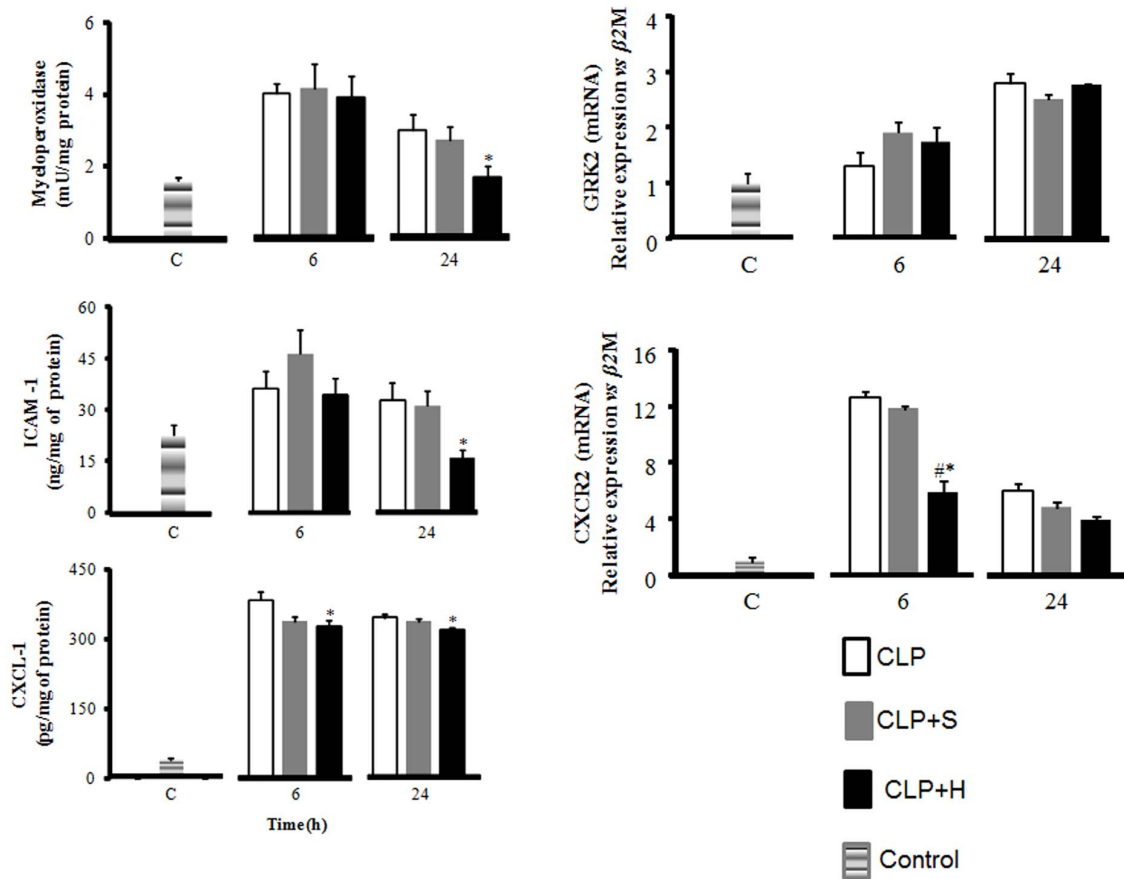 Myeloperoxidase
(mU/mg protein)
6
4
2
0
*
C
6
24
ICAM -1
(ng/mg of protein)
60
45
30
15
0
*
C
6
24
CXCL-1
(pg/mg of protein)
450
300
150
0
*
*
C
6
24
Time(h)
GRK2 (mRNA)
Relative expression vs β2M
4
3
2
1
0
C
6
24
CXCR2 (mRNA)
Relative expression vs β2M
16
12
8
4
0
#*
C
6
24
CLP
CLP+S
CLP+H
Control